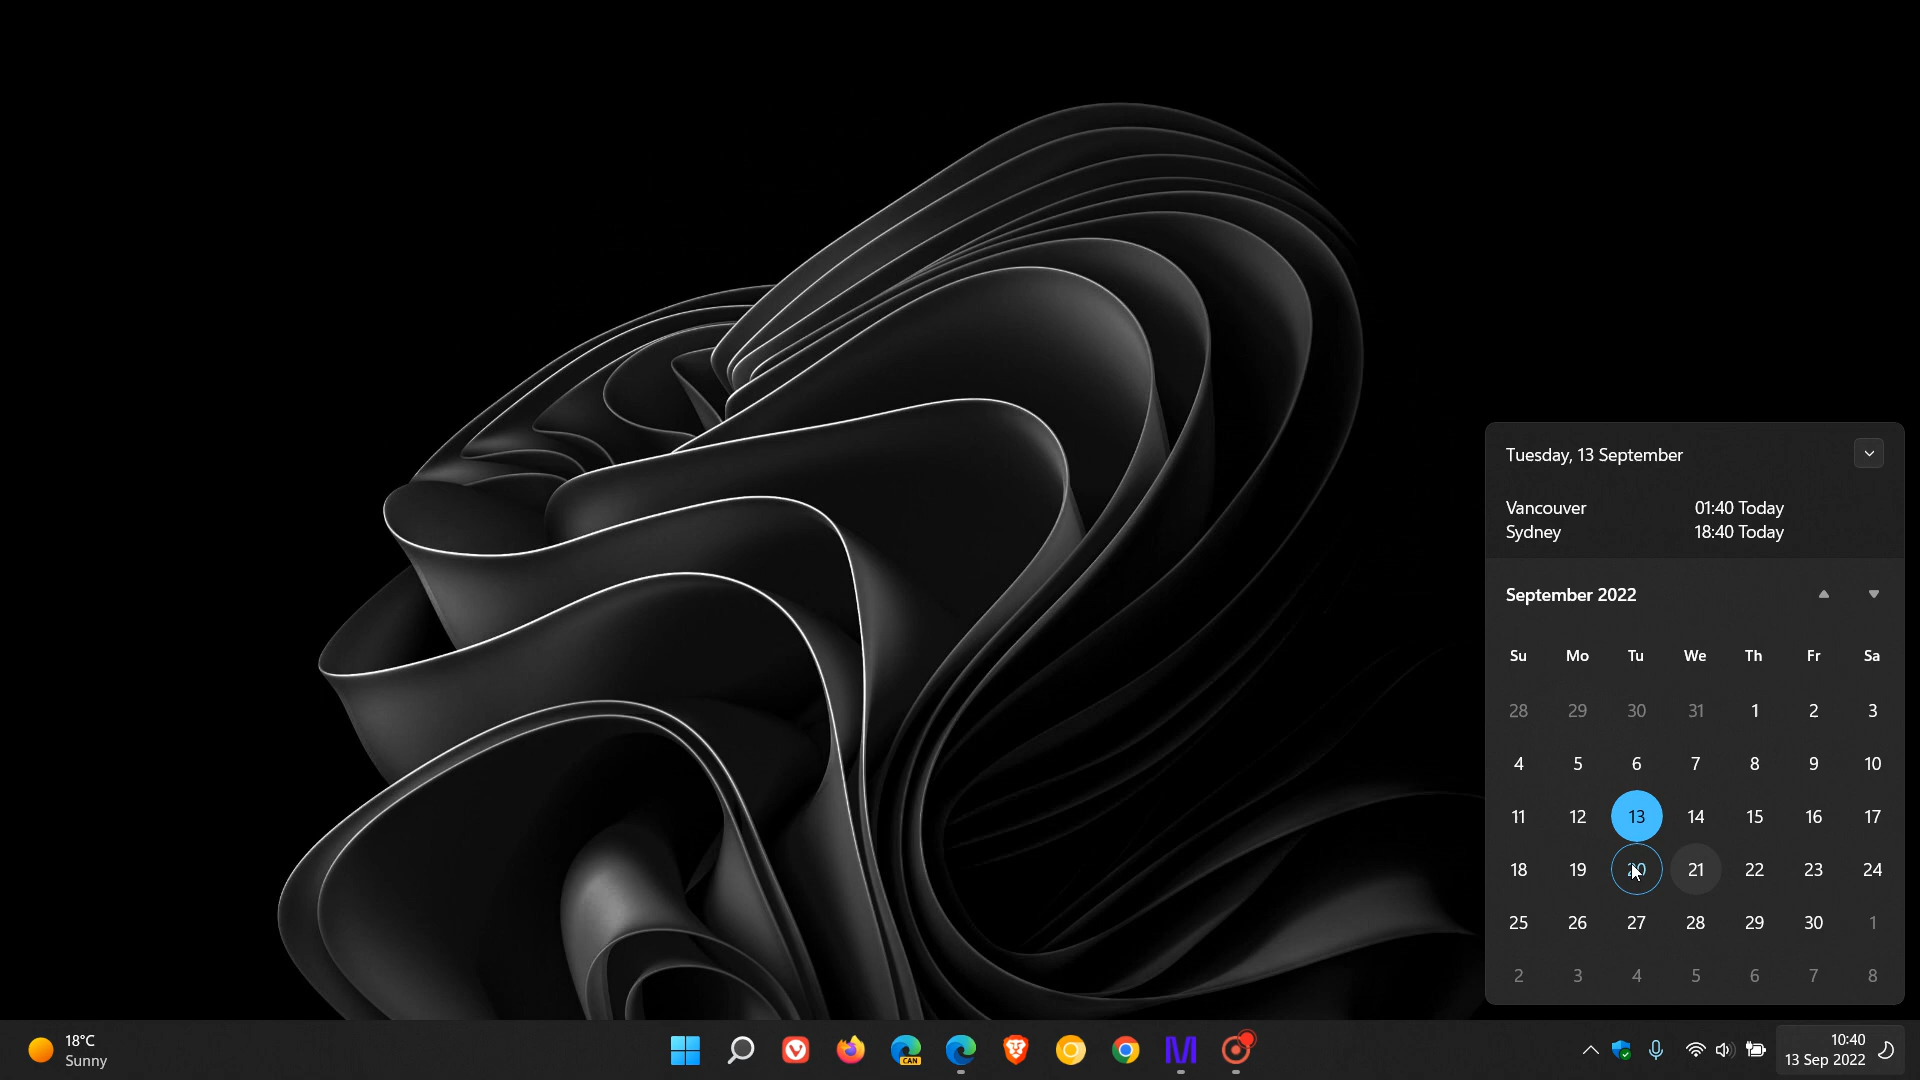 Tuesday, 13 September
Vancouver 01:40 Today
Sydney 18:40 Today
September 2022
Su Mo Tu We Th Fr Sa
28 29 30 31 1 2 3
4 5 6 7 8 9 10
11 12 13 14 15 16 17
18 19 20 21 22 23 24
25 26 27 28 29 30 1
2 3 4 5 6 7 8
18°C
Sunny
CAN
10:40
13 Sep 2022